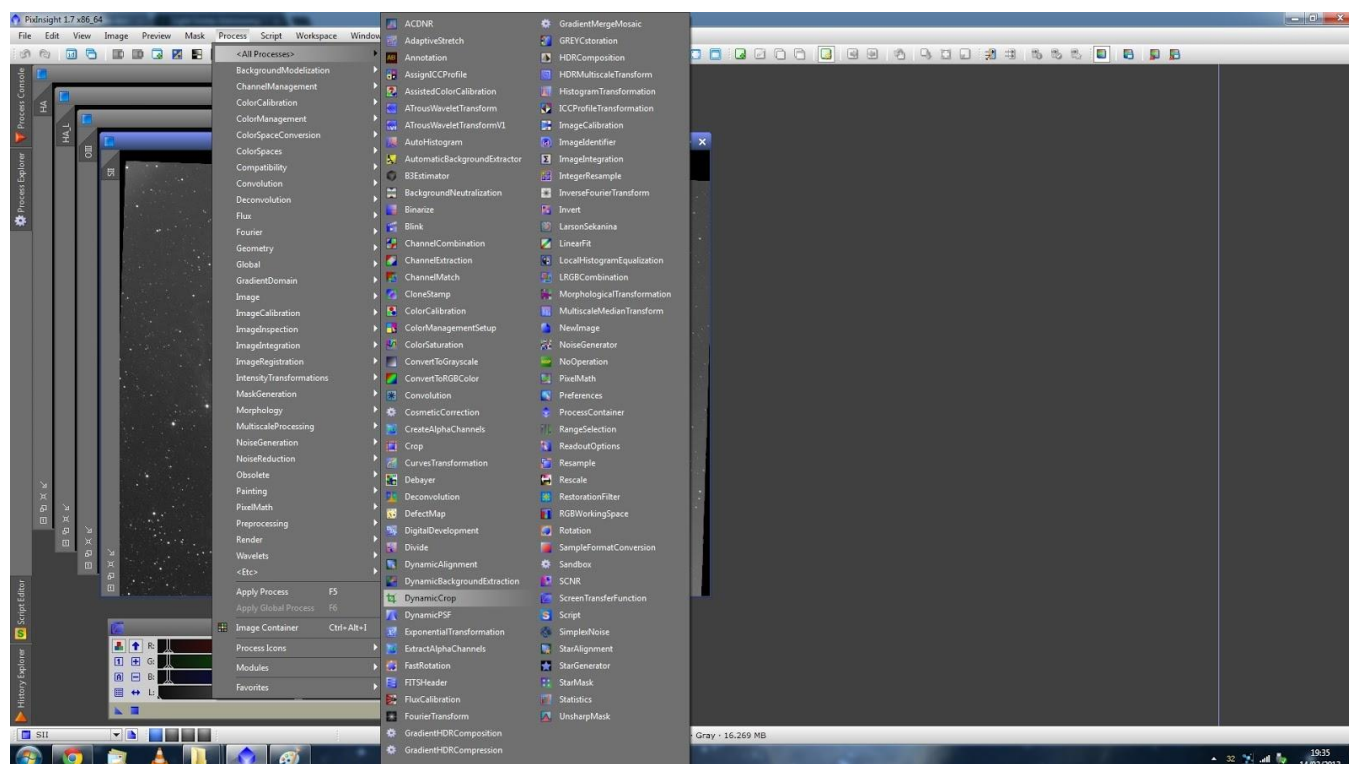 PixInsight 1.7 x86_64
File Edit View Image Preview Mask Process Script Workspace Window
<All Processes>
BackgroundModelization
ChannelManagement
ColorCalibration
ColorManagement
ColorSpaceConversion
ColorSpaces
Compatibility
Convolution
Deconvolution
Flux
Fourier
Geometry
Global
GradientDomain
Image
ImageCalibration
ImageInspection
ImageIntegration
ImageRegistration
IntensityTransformations
MaskGeneration
Morphology
MultiscaleProcessing
NoiseGeneration
NoiseReduction
Obsolete
Painting
PixelMath
Preprocessing
Render
Wavelets
<Etc>
Apply Process F5
Apply Global Process F6
Image Container Ctrl+Alt+I
Process Icons
Modules
Favorites
ACDNR
AdaptiveStretch
Annotation
AssignICCProfile
AssistedColorCalibration
ATrousWaveletTransform
ATrousWaveletTransformV1
AutoHistogram
AutomaticBackgroundExtractor
B3Estimator
BackgroundNeutralization
Binarize
Blink
ChannelCombination
ChannelExtraction
ChannelMatch
CloneStamp
ColorCalibration
ColorManagementSetup
ColorSaturation
ConvertToGrayscale
ConvertToRGBColor
Convolution
CosmeticCorrection
CreateAlphaChannels
Crop
CurvesTransformation
Debayer
Deconvolution
DefectMap
DigitalDevelopment
Divide
DynamicAlignment
DynamicBackgroundExtraction
DynamicCrop
DynamicPSF
ExponentialTransformation
ExtractAlphaChannels
FastRotation
FITSHeader
FluxCalibration
FourierTransform
GradientHDRComposition
GradientHDRCompression
GradientMergeMosaic
GREYCstoration
HDRComposition
HDRMultiscaleTransform
HistogramTransformation
ICCProfileTransformation
ImageCalibration
ImageIdentifier
ImageIntegration
IntegerResample
InverseFourierTransform
Invert
LarsonSekanina
LinearFit
LocalHistogramEqualization
LRGBCombination
MorphologicalTransformation
MultiscaleMedianTransform
NewImage
NoiseGenerator
NoOperation
PixelMath
Preferences
ProcessContainer
RangeSelection
ReadoutOptions
Resample
Rescale
RestorationFilter
RGBWorkingSpace
Rotation
SampleFormatConversion
Sandbox
SCNR
ScreenTransferFunction
Script
SimplexNoise
StarAlignment
StarGenerator
StarMask
Statistics
UnsharpMask
Process Console
Process Explorer
Script Editor
History Explorer
HA
HA_L
OIII
SII
R:
G:
B:
L:
SII
Gray · 16.269 MB
32
19:35